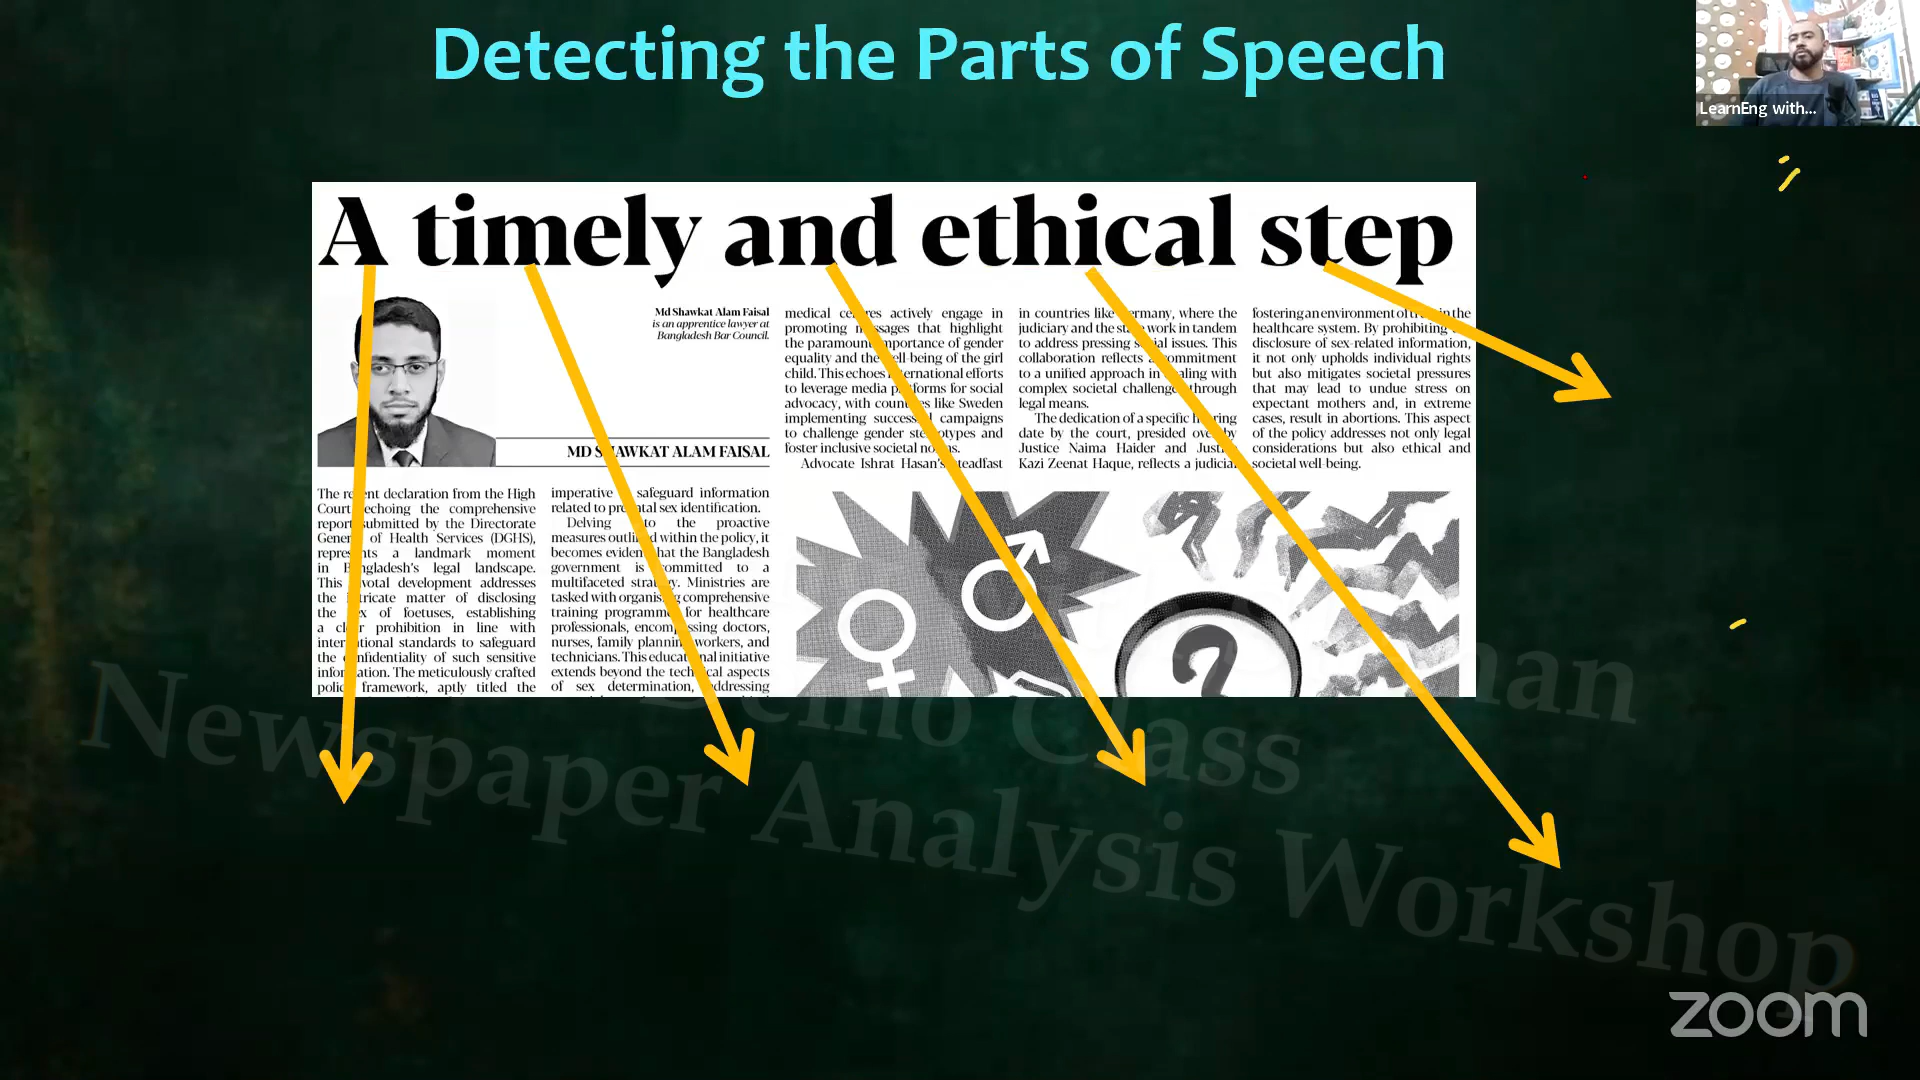 Detecting the Parts of Speech
LearnEng with...
A timely and ethical step
Md Shawkat Alam Faisal
is an apprentice lawyer at
Bangladesh Bar Council.
MD SHAWKAT ALAM FAISAL
The recent declaration from the High
Court, echoing the comprehensive
report submitted by the Directorate
General of Health Services (DGHS),
represents a landmark moment
in Bangladesh's legal landscape.
This pivotal development addresses
the intricate matter of disclosing
the sex of foetuses, establishing
a clear prohibition in line with
international standards to safeguard
the confidentiality of such sensitive
information. The meticulously crafted
policy framework, aptly titled the
imperative safeguard information
related to prenatal sex identification.
Delving into the proactive
measures outlined within the policy, it
becomes evident that the Bangladesh
government is committed to a
multifaceted strategy. Ministries are
tasked with organising comprehensive
training programmes for healthcare
professionals, encompassing doctors,
nurses, family planning workers, and
technicians. This educational initiative
extends beyond the technical aspects
of sex determination, addressing
medical centres actively engage in
promoting messages that highlight
the paramount importance of gender
equality and the well-being of the girl
child. This echoes international efforts
to leverage media platforms for social
advocacy, with countries like Sweden
implementing successful campaigns
to challenge gender stereotypes and
foster inclusive societal norms.
Advocate Ishrat Hasan's steadfast
in countries like Germany, where the
judiciary and the state work in tandem
to address pressing social issues. This
collaboration reflects a commitment
to a unified approach in dealing with
complex societal challenges through
legal means.
The dedication of a specific hearing
date by the court, presided over by
Justice Naima Haider and Justice
Kazi Zeenat Haque, reflects a judicial
fostering an environment of trust in the
healthcare system. By prohibiting
disclosure of sex-related information,
it not only upholds individual rights
but also mitigates societal pressures
that may lead to undue stress on
expectant mothers and, in extreme
cases, result in abortions. This aspect
of the policy addresses not only legal
considerations but also ethical and
societal well-being.
Demo Class
Newspaper Analysis Workshop
zoom